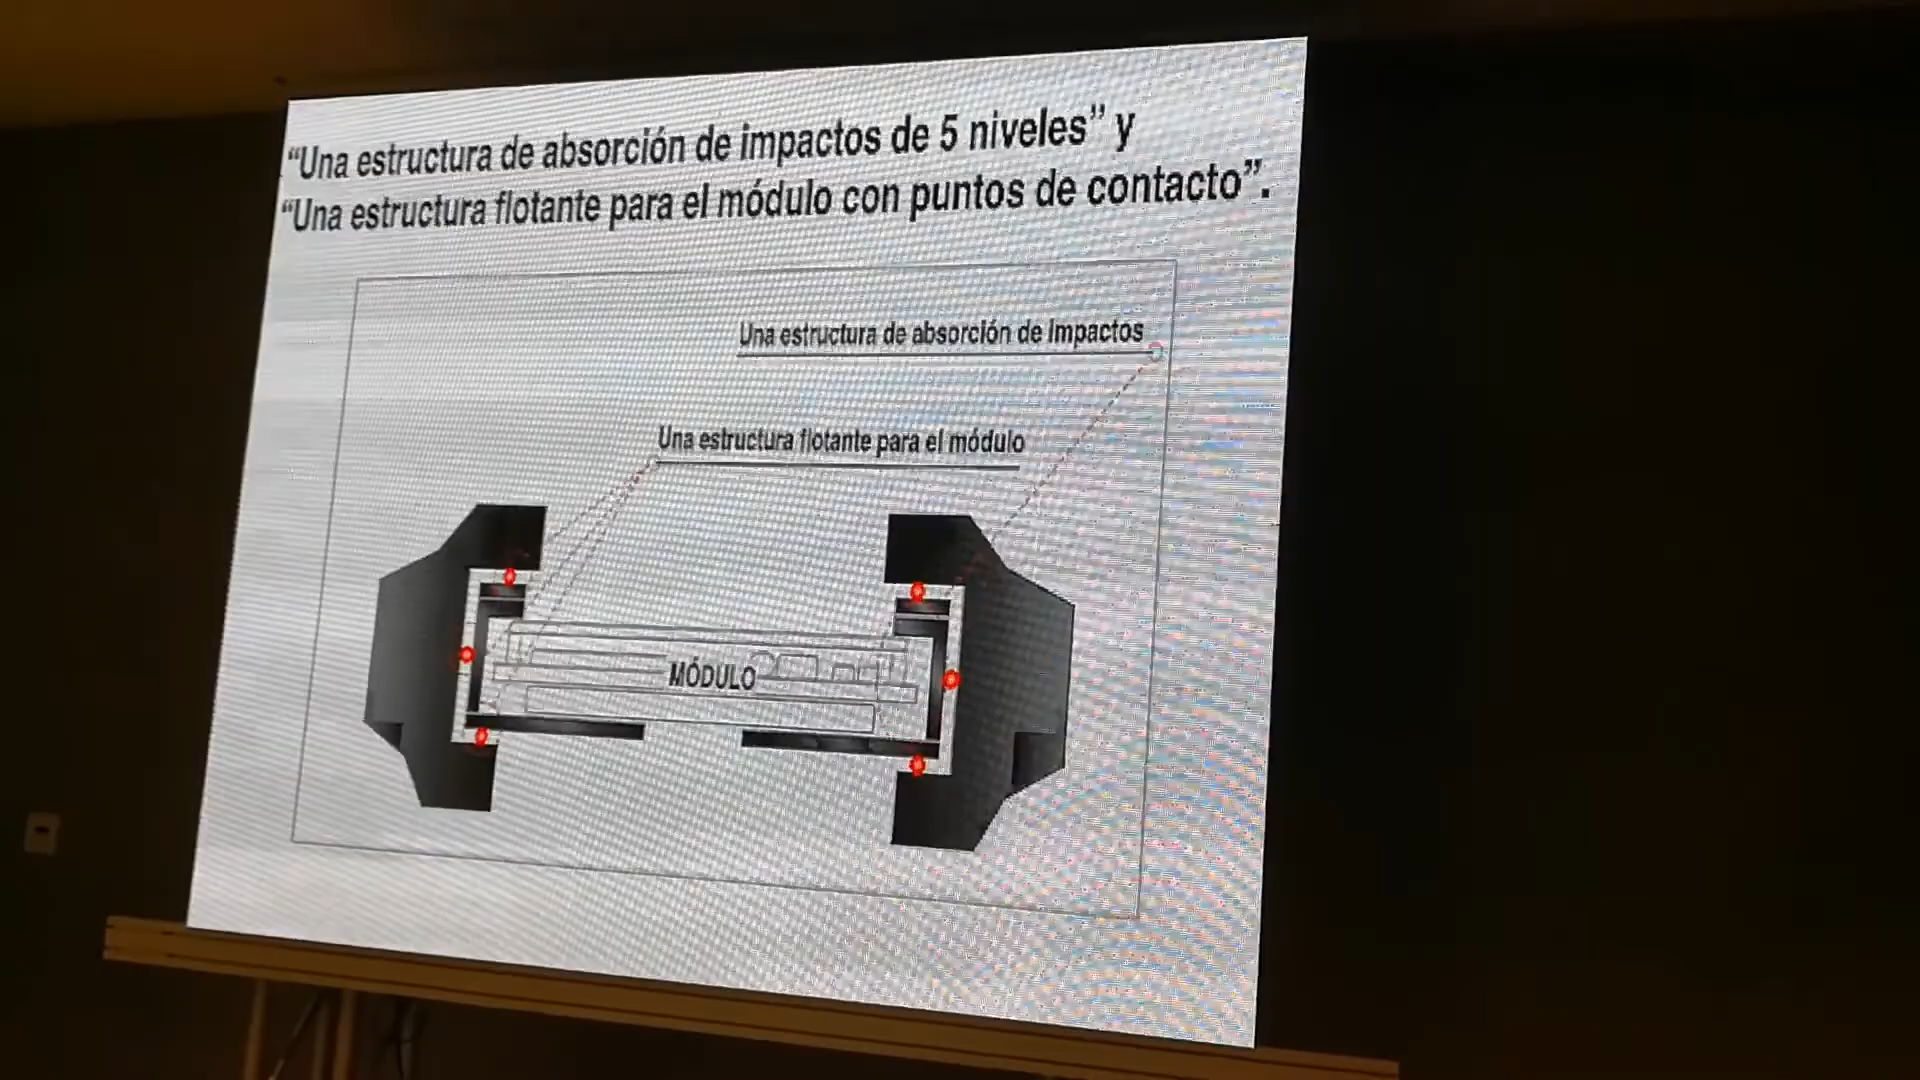 “Una estructura de absorción de impactos de 5 niveles” y
“Una estructura flotante para el módulo con puntos de contacto”.
Una estructura de absorción de impactos
Una estructura flotante para el módulo
MÓDULO